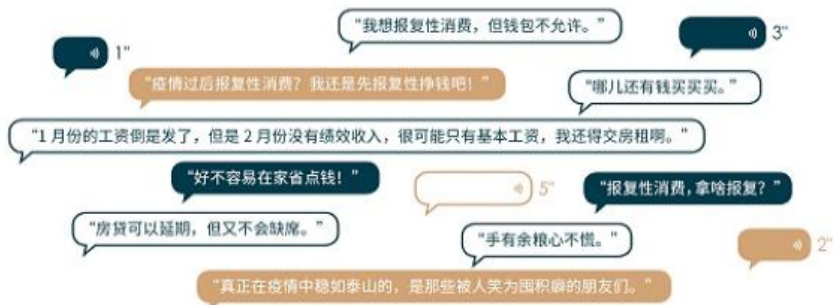 “我想报复性消费，但钱包不允许。”
3"
1"
“疫情过后报复性消费？我还是先报复性挣钱吧！”
“哪儿还有钱买买买。”
“1 月份的工资倒是发了，但是 2 月份没有绩效收入，很可能只有基本工资，我还得交房租啊。”
“好不容易在家省点钱！”
5"
“报复性消费，拿啥报复？”
“房贷可以延期，但又不会缺席。”
“手有余粮心不慌。”
2"
“真正在疫情中稳如泰山的，是那些被人笑为囤积癖的朋友们。”